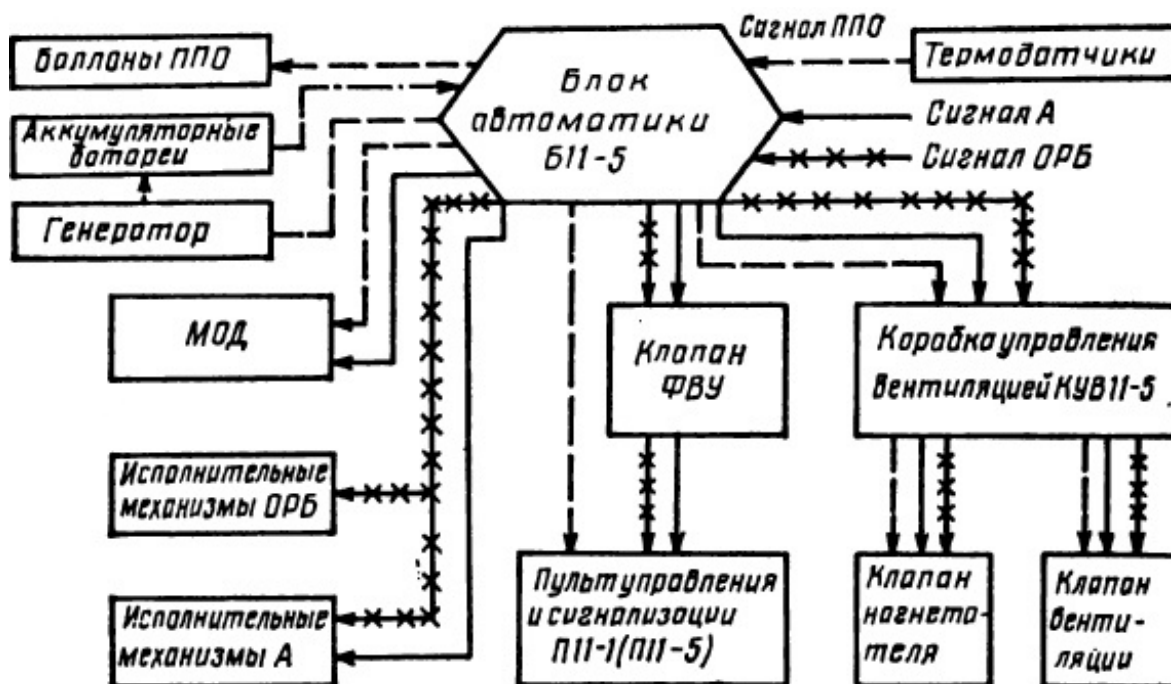 Баллоны ППО
Аккумуляторные
батареи
Генератор
МОД
Исполнительные
механизмы ОРБ
Исполнительные
механизмы А
Блок
автоматики
Б11-5
Сигнал ППО
Термодатчики
Сигнал А
Сигнал ОРБ
Клапан
ФВУ
Коробка управления
вентиляцией КУВ11-5
Пульт управления
и сигнализации
П11-1(П11-5)
Клапан
нагнета-
теля
Клапан
венти-
ляции